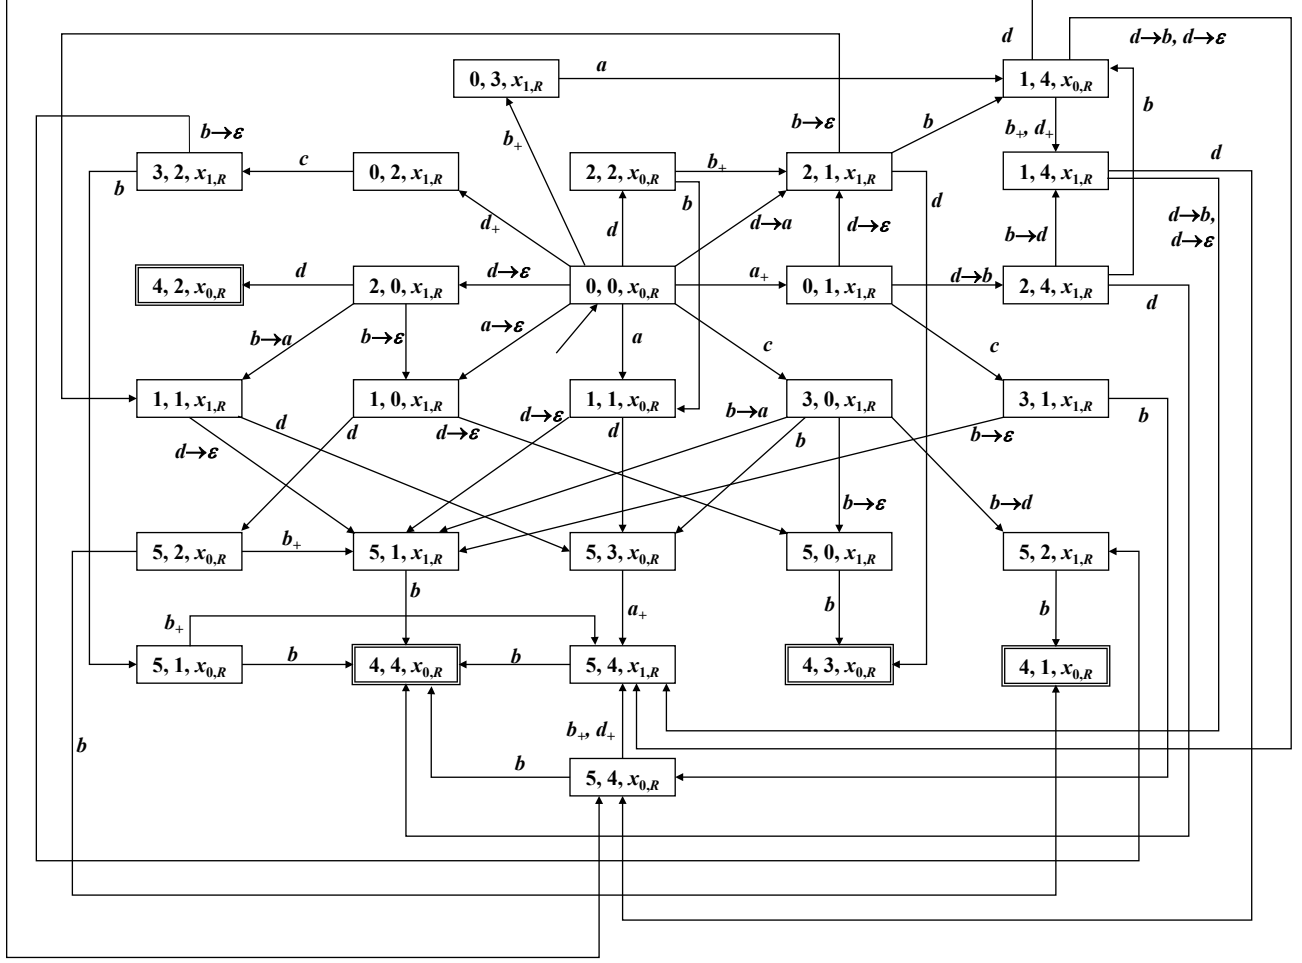 d
d→b, d→ε
0, 3, x1,R
a
1, 4, x0,R
b→ε
b+
b→ε
b
b+, d+
b
d
3, 2, x1,R
c
0, 2, x1,R
2, 2, x0,R
b+
2, 1, x1,R
1, 4, x1,R
b
d+
d
b
d→a
d→ε
d
b→d
d→b,
d→ε
4, 2, x0,R
d
2, 0, x1,R
d→ε
0, 0, x0,R
a+
0, 1, x1,R
d→b
2, 4, x1,R
d
b→a
b→ε
a→ε
a
c
c
1, 1, x1,R
1, 0, x1,R
1, 1, x0,R
3, 0, x1,R
3, 1, x1,R
d→ε
d
d
d→ε
d→ε
d
b→a
b
b→ε
b
b→ε
b→d
5, 2, x0,R
b+
5, 1, x1,R
5, 3, x0,R
5, 0, x1,R
5, 2, x1,R
b+
b
a+
b
b
5, 1, x0,R
b
4, 4, x0,R
b
5, 4, x1,R
4, 3, x0,R
4, 1, x0,R
b
b+, d+
b
5, 4, x0,R